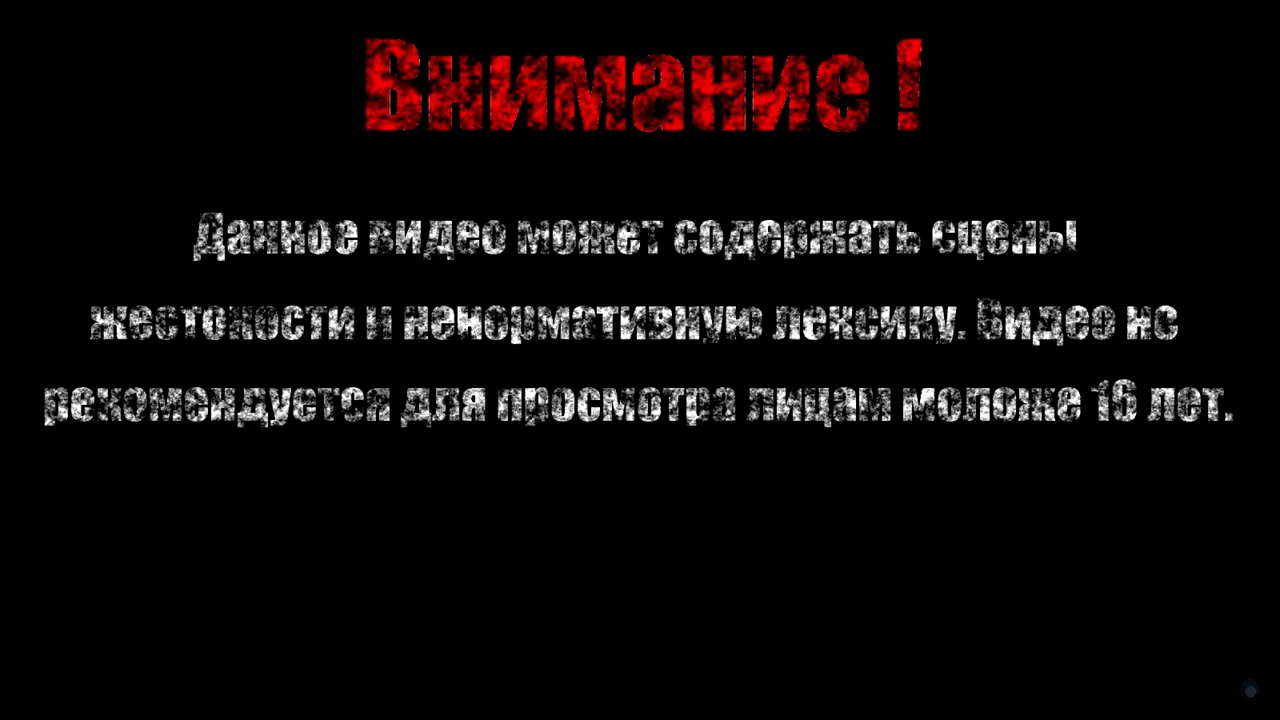 Внимание !
Данное видео может содержать сцены
жестокости и ненормативную лексику. Видео не
рекомендуется для просмотра лицам моложе 16 лет.